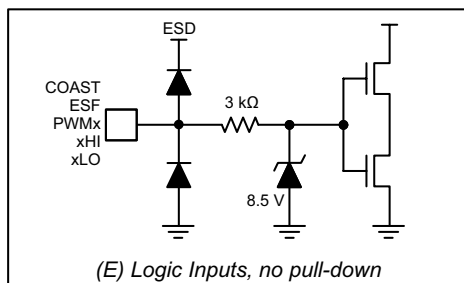 ESD
COAST
ESF
PWMx
xHI
xLO
3 kΩ
8.5 V
(E) Logic Inputs, no pull-down